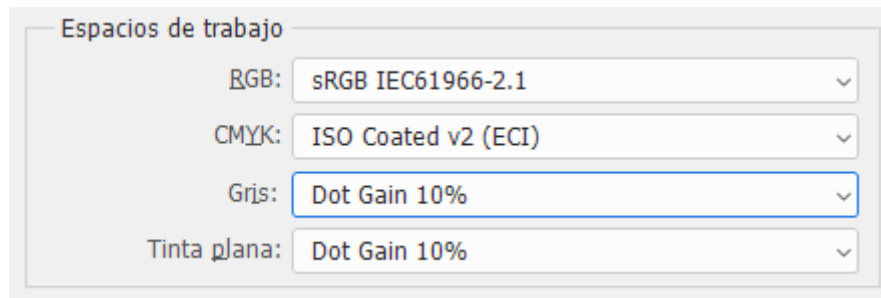 Espacios de trabajo
RGB: sRGB IEC61966-2.1
CMYK: ISO Coated v2 (ECI)
Gris: Dot Gain 10%
Tinta plana: Dot Gain 10%